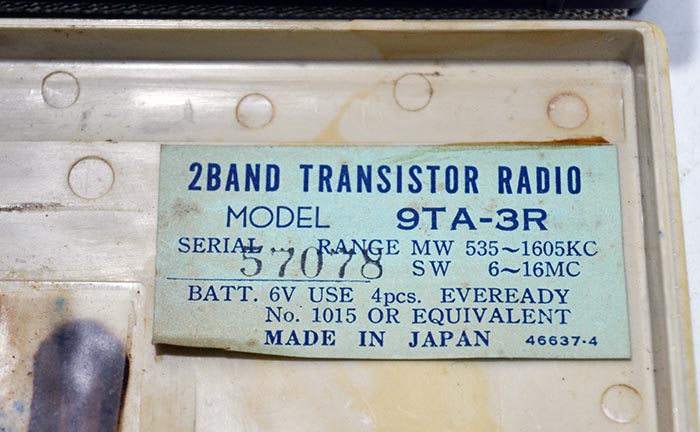 2BAND TRANSISTOR RADIO
MODEL 9TA-3R
SERIAL RANGE MW 535~1605KC
57078 SW 6~16MC
BATT. 6V USE 4pcs. EVEREADY
No. 1015 OR EQUIVALENT
MADE IN JAPAN 46637-4